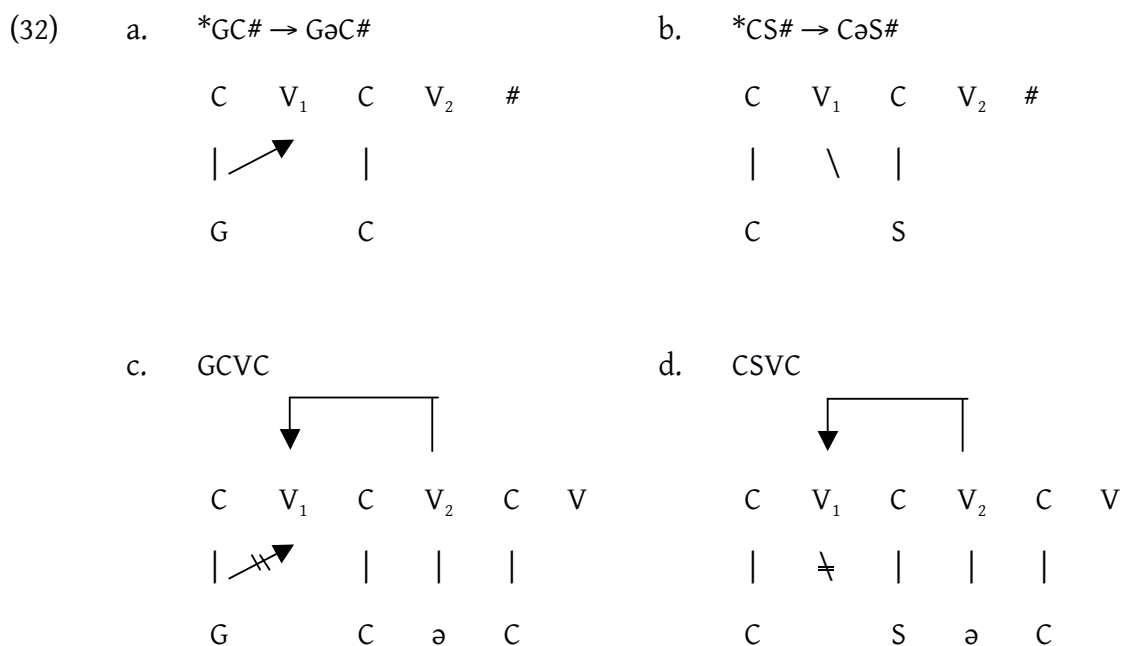 (32) a. *GC# → GəC# b. *CS# → CəS#
C V₁ C V₂ # C V₁ C V₂ #
G C C S
c. GCVC d. CSVC
C V₁ C V₂ C V C V₁ C V₂ C V
G C ə C C S ə C